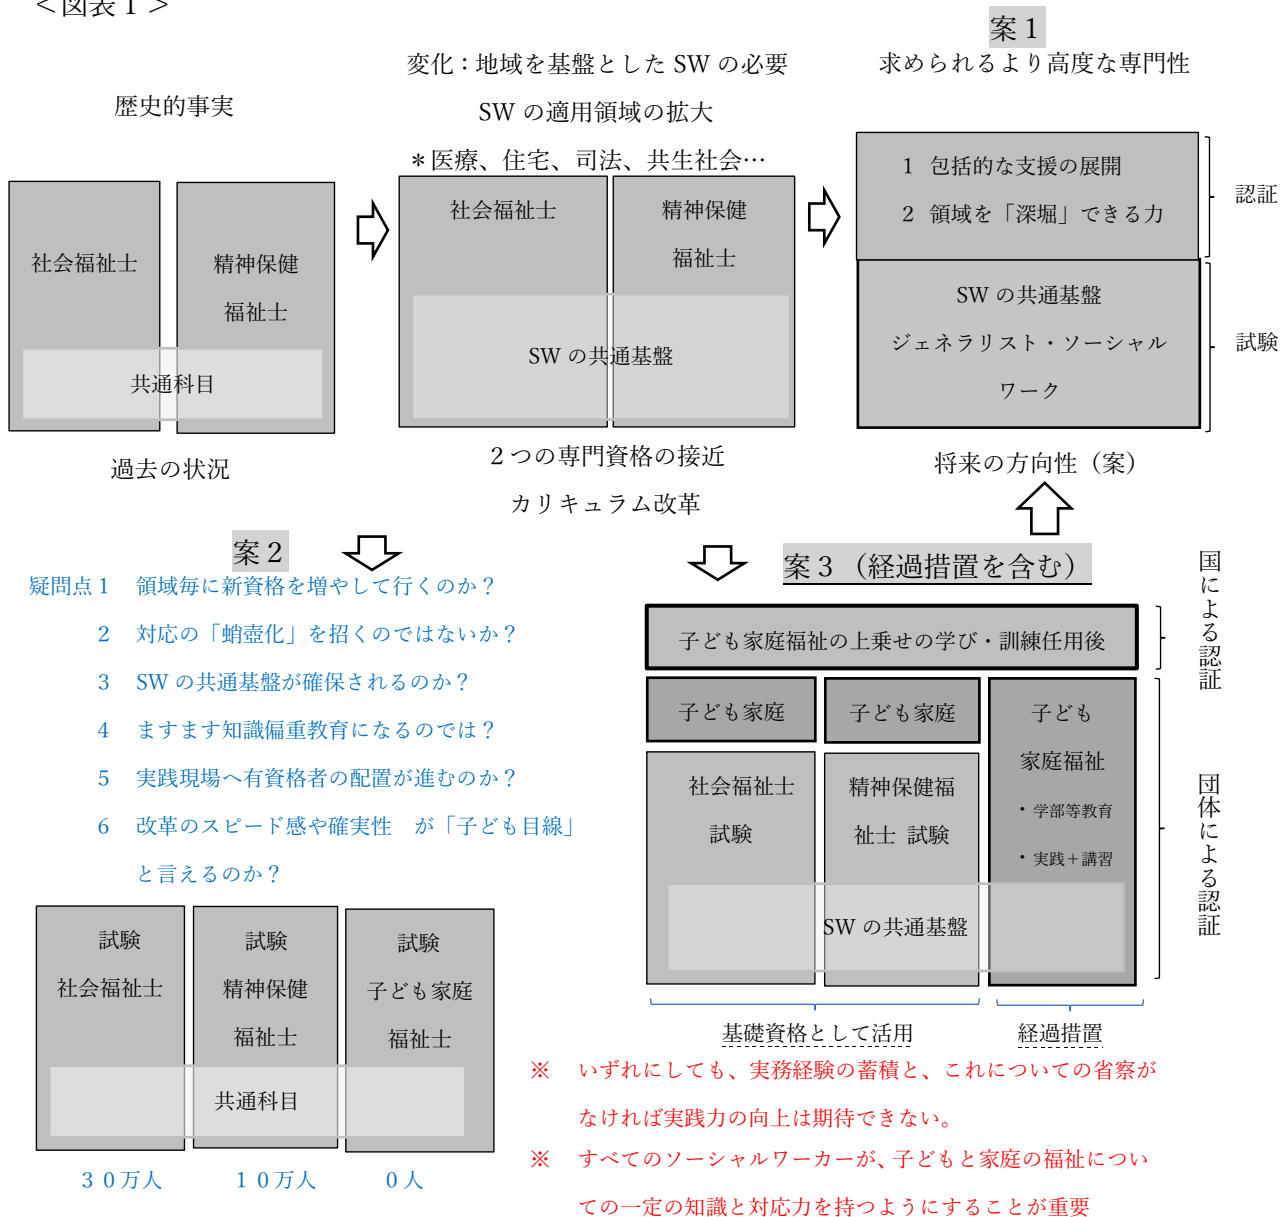 ＜図表１＞
案１
変化：地域を基盤とした SW の必要
求められるより高度な専門性
歴史的事実
SW の適用領域の拡大
＊医療、住宅、司法、共生社会…
社会福祉士
精神保健
福祉士
共通科目
過去の状況
社会福祉士
精神保健
福祉士
SW の共通基盤
２つの専門資格の接近
カリキュラム改革
1 包括的な支援の展開
2 領域を「深堀」できる力
認証
SW の共通基盤
ジェネラリスト・ソーシャル
ワーク
試験
将来の方向性（案）
案２
疑問点１ 領域毎に新資格を増やして行くのか？
２ 対応の「蛸壺化」を招くのではないか？
３ SW の共通基盤が確保されるのか？
４ ますます知識偏重教育になるのでは？
５ 実践現場へ有資格者の配置が進むのか？
６ 改革のスピード感や確実性　が「子ども目線」
と言えるのか？
試験
社会福祉士
試験
精神保健
福祉士
試験
子ども家庭
福祉士
共通科目
３０万人
１０万人
０人
案３（経過措置を含む）
子ども家庭福祉の上乗せの学び・訓練任用後
国による認証
子ども家庭
子ども家庭
子ども
家庭福祉
・学部等教育
・実践＋講習
社会福祉士
試験
精神保健福
祉士 試験
SW の共通基盤
団体による認証
基礎資格として活用
経過措置
※ いずれにしても、実務経験の蓄積と、これについての省察が
なければ実践力の向上は期待できない。
※ すべてのソーシャルワーカーが、子どもと家庭の福祉につい
ての一定の知識と対応力を持つようにすることが重要